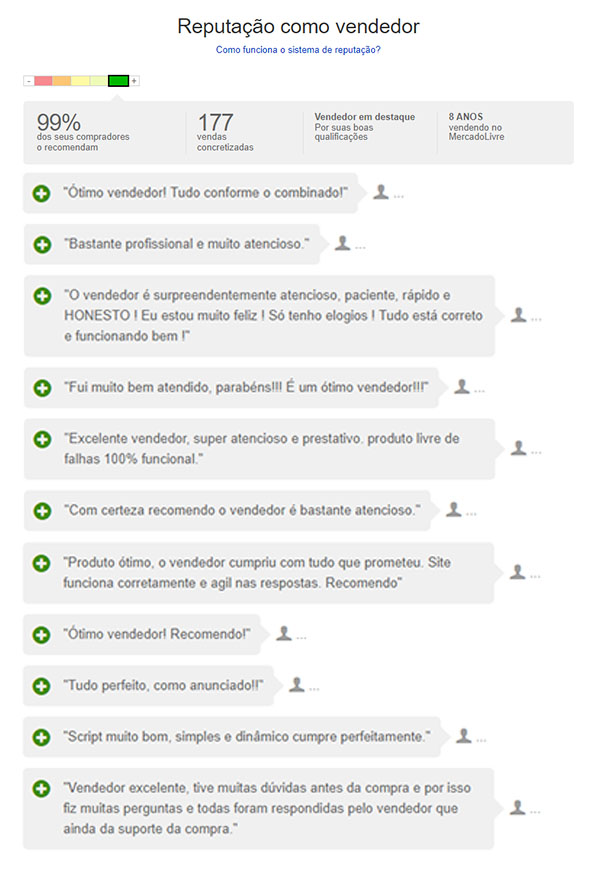 Reputação como vendedor
Como funciona o sistema de reputação?
- +
99%
dos seus compradores
o recomendam
177
vendas
concretizadas
Vendedor em destaque
Por suas boas
qualificações
8 ANOS
vendendo no
MercadoLivre
"Ótimo vendedor! Tudo conforme o combinado!" ...
"Bastante profissional e muito atencioso." ...
"O vendedor é surpreendentemente atencioso, paciente, rápido e
HONESTO ! Eu estou muito feliz ! Só tenho elogios ! Tudo está correto ...
e funcionando bem !"
"Fui muito bem atendido, parabéns!!! É um ótimo vendedor!!!" ...
"Excelente vendedor, super atencioso e prestativo. produto livre de
falhas 100% funcional." ...
"Com certeza recomendo o vendedor é bastante atencioso." ...
"Produto ótimo, o vendedor cumpriu com tudo que prometeu. Site
funciona corretamente e agil nas respostas. Recomendo" ...
"Ótimo vendedor! Recomendo!" ...
"Tudo perfeito, como anunciado!!" ...
"Script muito bom, simples e dinâmico cumpre perfeitamente." ...
"Vendedor excelente, tive muitas dúvidas antes da compra e por isso
fiz muitas perguntas e todas foram respondidas pelo vendedor que ...
ainda da suporte da compra."